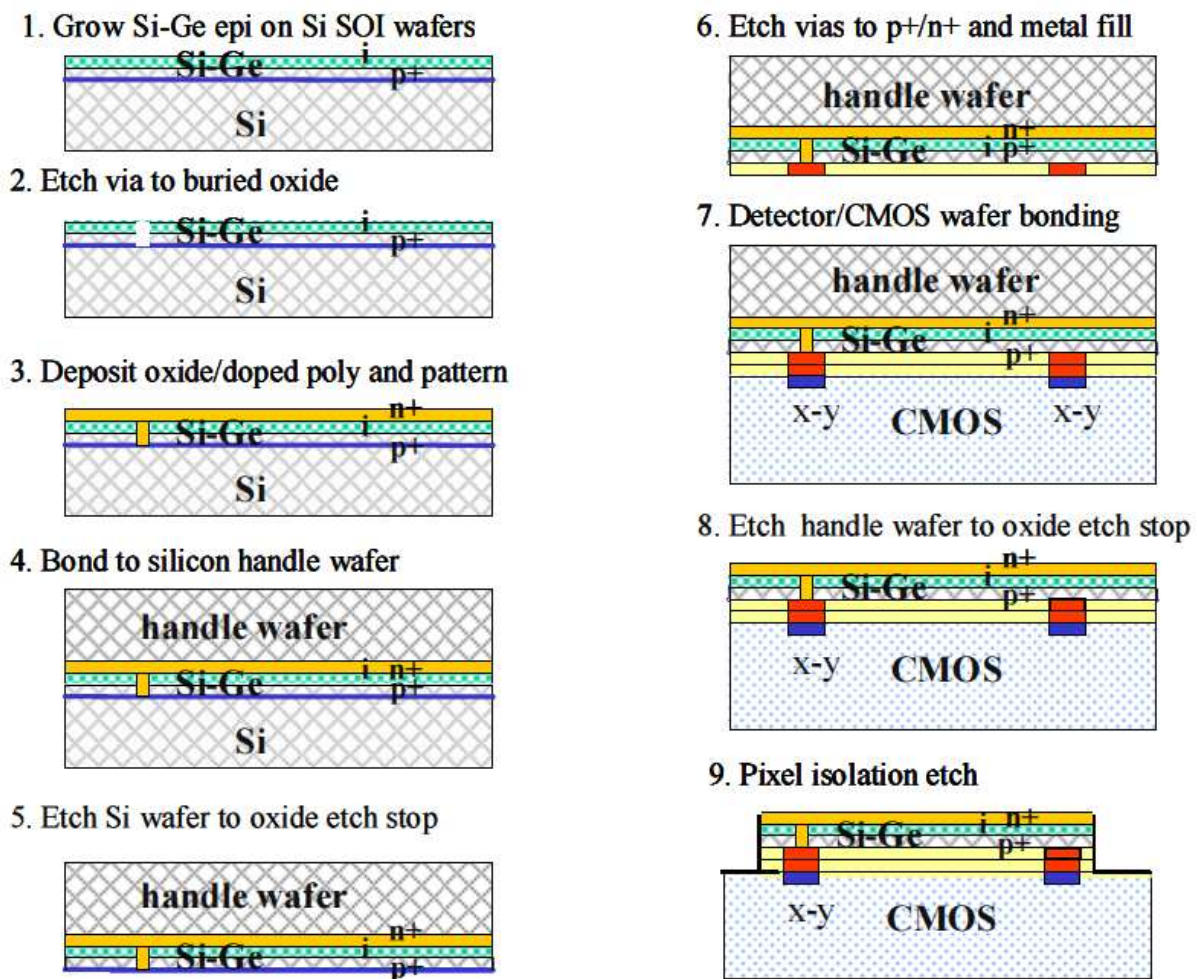 1. Grow Si-Ge epi on Si SOI wafers
Si-Ge i
p+
Si
2. Etch via to buried oxide
Si-Ge i
p+
Si
3. Deposit oxide/doped poly and pattern
n+
Si-Ge i
p+
Si
4. Bond to silicon handle wafer
handle wafer
i n+
Si-Ge p+
Si
5. Etch Si wafer to oxide etch stop
handle wafer
n+
Si-Ge i
p+
6. Etch vias to p+/n+ and metal fill
handle wafer
n+
Si-Ge i p+
7. Detector/CMOS wafer bonding
handle wafer
n+
Si-Ge i
p+
x-y CMOS x-y
8. Etch handle wafer to oxide etch stop
n+
Si-Ge i
p+
x-y CMOS
9. Pixel isolation etch
n+
Si-Ge i
p+
x-y CMOS